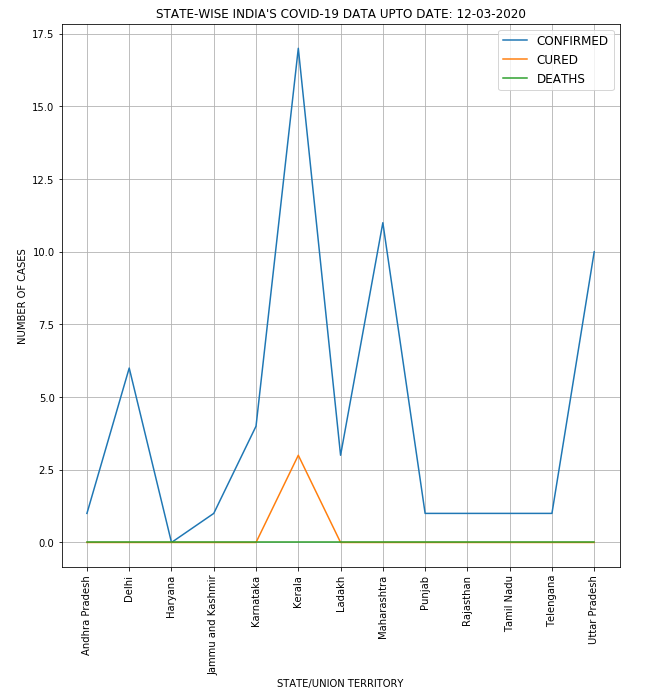 STATE-WISE INDIA'S COVID-19 DATA UPTO DATE: 12-03-2020
CONFIRMED
CURED
DEATHS
17.5
15.0
12.5
10.0
7.5
5.0
2.5
0.0
NUMBER OF CASES
Andhra Pradesh
Delhi
Haryana
Jammu and Kashmir
Karnataka
Kerala
Ladakh
Maharashtra
Punjab
Rajasthan
Tamil Nadu
Telengana
Uttar Pradesh
STATE/UNION TERRITORY